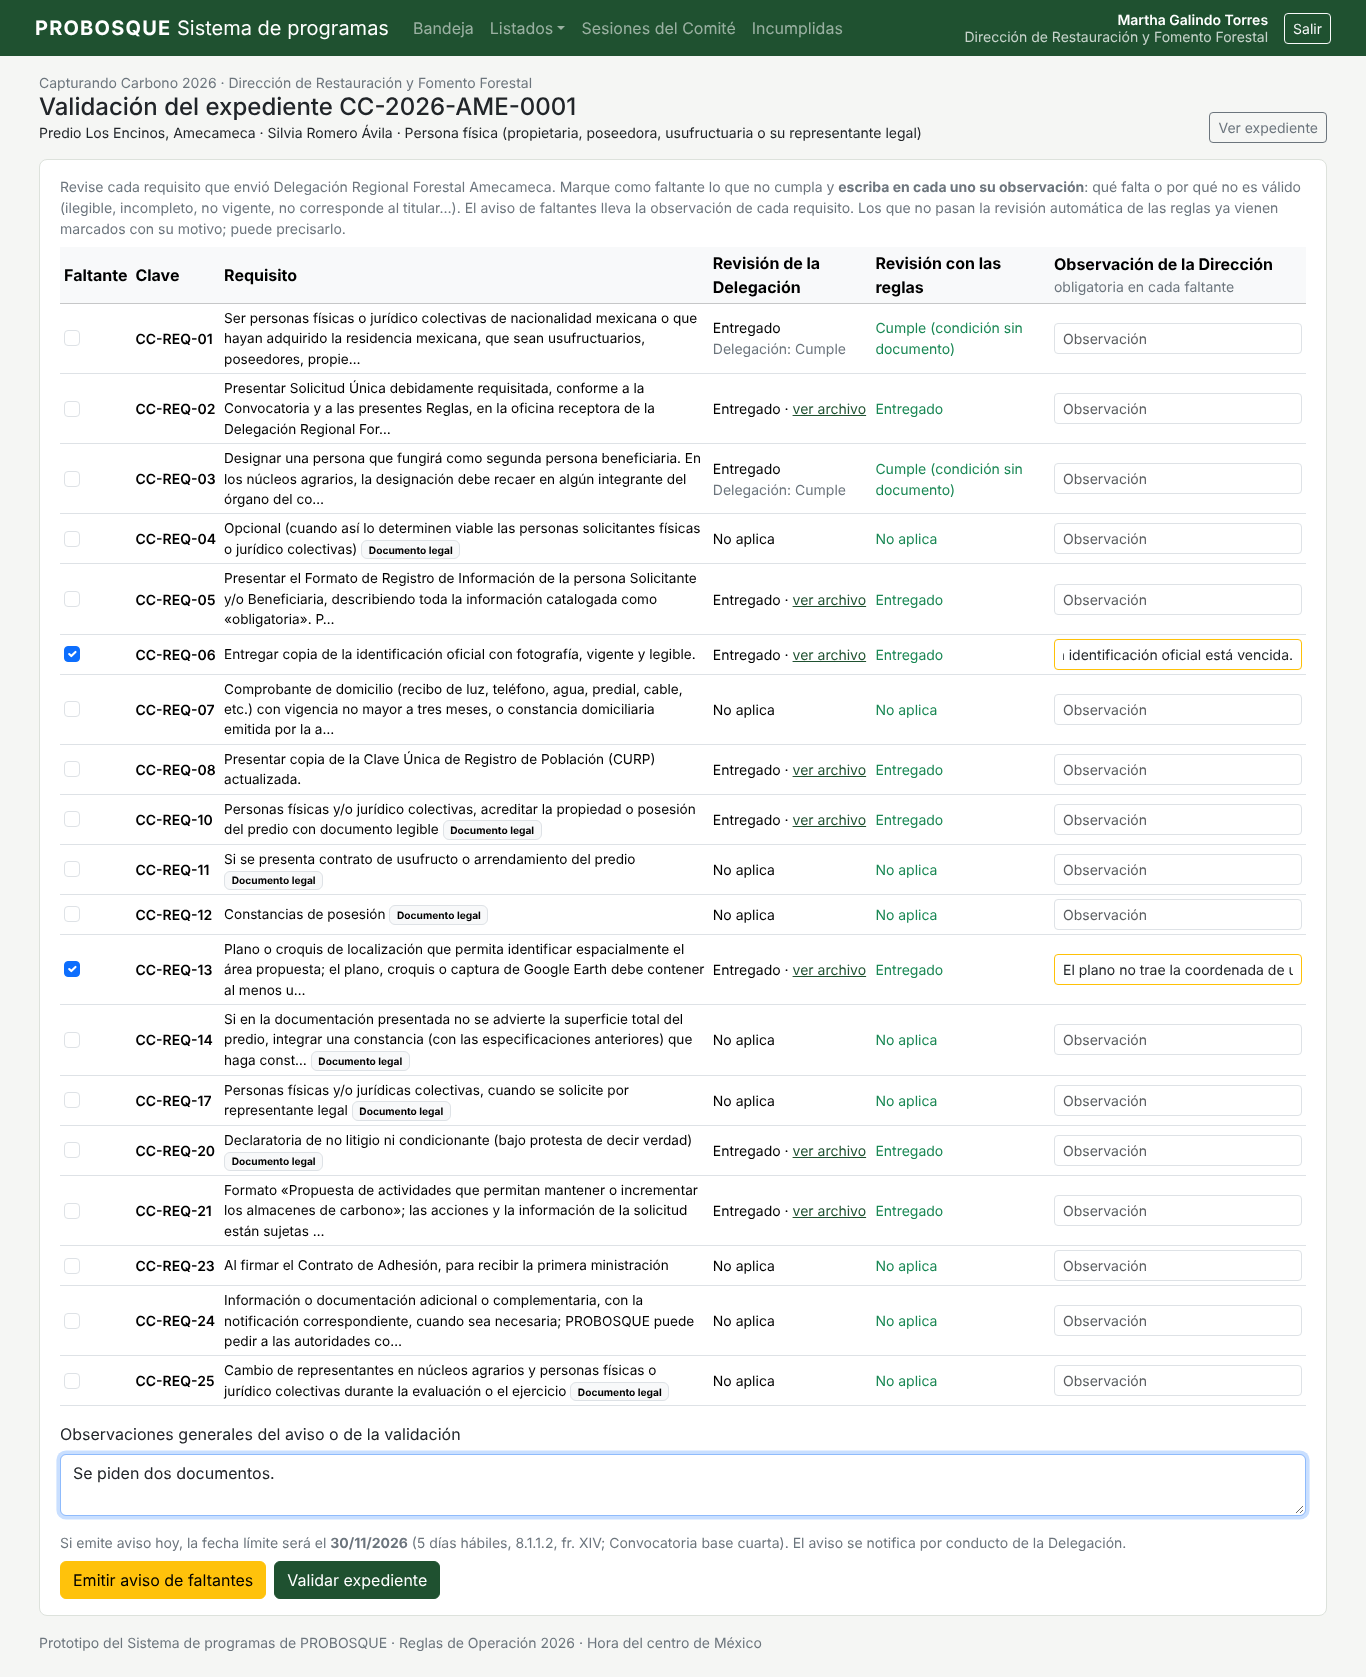 PROBOSQUE Sistema de programas Bandeja Listados Sesiones del Comité Incumplidas
Martha Galindo Torres
Dirección de Restauración y Fomento Forestal
Salir
Capturando Carbono 2026 · Dirección de Restauración y Fomento Forestal
Validación del expediente CC-2026-AME-0001
Predio Los Encinos, Amecameca · Silvia Romero Ávila · Persona física (propietaria, poseedora, usufructuaria o su representante legal)
Ver expediente
Revise cada requisito que envió Delegación Regional Forestal Amecameca. Marque como faltante lo que no cumpla y escriba en cada uno su observación: qué falta o por qué no es válido
(ilegible, incompleto, no vigente, no corresponde al titular...). El aviso de faltantes lleva la observación de cada requisito. Los que no pasan la revisión automática de las reglas ya vienen
marcados con su motivo; puede precisarlo.
Faltante Clave Requisito
Revisión de la
Delegación
Revisión con las
reglas
Observación de la Dirección
obligatoria en cada faltante
CC-REQ-01
Ser personas físicas o jurídico colectivas de nacionalidad mexicana o que
hayan adquirido la residencia mexicana, que sean usufructuarios,
poseedores, propie...
Entregado
Delegación: Cumple
Cumple (condición sin
documento)
Observación
CC-REQ-02
Presentar Solicitud Única debidamente requisitada, conforme a la
Convocatoria y a las presentes Reglas, en la oficina receptora de la
Delegación Regional For...
Entregado · ver archivo
Entregado
Observación
CC-REQ-03
Designar una persona que fungirá como segunda persona beneficiaria. En
los núcleos agrarios, la designación debe recaer en algún integrante del
órgano del co...
Entregado
Delegación: Cumple
Cumple (condición sin
documento)
Observación
CC-REQ-04
Opcional (cuando así lo determinen viable las personas solicitantes físicas
o jurídico colectivas) Documento legal
No aplica
No aplica
Observación
CC-REQ-05
Presentar el Formato de Registro de Información de la persona Solicitante
y/o Beneficiaria, describiendo toda la información catalogada como
«obligatoria». P...
Entregado · ver archivo
Entregado
Observación
CC-REQ-06
Entregar copia de la identificación oficial con fotografía, vigente y legible.
Entregado · ver archivo
Entregado
identificación oficial está vencida.
CC-REQ-07
Comprobante de domicilio (recibo de luz, teléfono, agua, predial, cable,
etc.) con vigencia no mayor a tres meses, o constancia domiciliaria
emitida por la a...
No aplica
No aplica
Observación
CC-REQ-08
Presentar copia de la Clave Única de Registro de Población (CURP)
actualizada.
Entregado · ver archivo
Entregado
Observación
CC-REQ-10
Personas físicas y/o jurídico colectivas, acreditar la propiedad o posesión
del predio con documento legible Documento legal
Entregado · ver archivo
Entregado
Observación
CC-REQ-11
Si se presenta contrato de usufructo o arrendamiento del predio
Documento legal
No aplica
No aplica
Observación
CC-REQ-12
Constancias de posesión Documento legal
No aplica
No aplica
Observación
CC-REQ-13
Plano o croquis de localización que permita identificar espacialmente el
área propuesta; el plano, croquis o captura de Google Earth debe contener
al menos u...
Entregado · ver archivo
Entregado
El plano no trae la coordenada de
CC-REQ-14
Si en la documentación presentada no se advierte la superficie total del
predio, integrar una constancia (con las especificaciones anteriores) que
haga const... Documento legal
No aplica
No aplica
Observación
CC-REQ-17
Personas físicas y/o jurídicas colectivas, cuando se solicite por
representante legal Documento legal
No aplica
No aplica
Observación
CC-REQ-20
Declaratoria de no litigio ni condicionante (bajo protesta de decir verdad)
Documento legal
Entregado · ver archivo
Entregado
Observación
CC-REQ-21
Formato «Propuesta de actividades que permitan mantener o incrementar
los almacenes de carbono»; las acciones y la información de la solicitud
están sujetas ...
Entregado · ver archivo
Entregado
Observación
CC-REQ-23
Al firmar el Contrato de Adhesión, para recibir la primera ministración
No aplica
No aplica
Observación
CC-REQ-24
Información o documentación adicional o complementaria, con la
notificación correspondiente, cuando sea necesaria; PROBOSQUE puede
pedir a las autoridades co...
No aplica
No aplica
Observación
CC-REQ-25
Cambio de representantes en núcleos agrarios y personas físicas o
jurídico colectivas durante la evaluación o el ejercicio Documento legal
No aplica
No aplica
Observación
Observaciones generales del aviso o de la validación
Se piden dos documentos.
Si emite aviso hoy, la fecha límite será el 30/11/2026 (5 días hábiles, 8.1.1.2, fr. XIV; Convocatoria base cuarta). El aviso se notifica por conducto de la Delegación.
Emitir aviso de faltantes
Validar expediente
Prototipo del Sistema de programas de PROBOSQUE · Reglas de Operación 2026 · Hora del centro de México